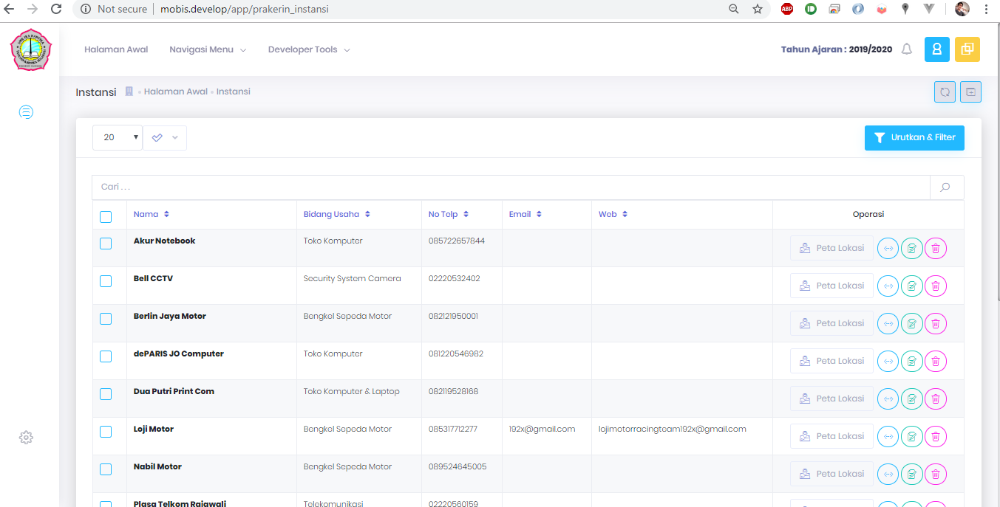 Not secure | mobis.develop/app/prakerin_instansi
ABP
Halaman Awal Navigasi Menu Developer Tools Tahun Ajaran : 2019/2020
Instansi Halaman Awal Instansi
20 Urutkan & Filter
Cari . . .
Nama Bidang Usaha No Telp Email Web Operasi
Akur Notebook Toko Komputer 085722657844 Peta Lokasi
Bell CCTV Security System Camera 02220532402 Peta Lokasi
Berlin Jaya Motor Bengkel Sepeda Motor 082121950001 Peta Lokasi
dePARIS JO Computer Toko Komputer 081220546982 Peta Lokasi
Dua Putri Print Com Toko Komputer & Laptop 082119528168 Peta Lokasi
Loji Motor Bengkel Sepeda Motor 085317712277 192x@gmail.com lojimotorracingteam192x@gmail.com Peta Lokasi
Nabil Motor Bengkel Sepeda Motor 089524645005 Peta Lokasi
Plasa Telkom Rajawali Telekomunikasi 02220560159